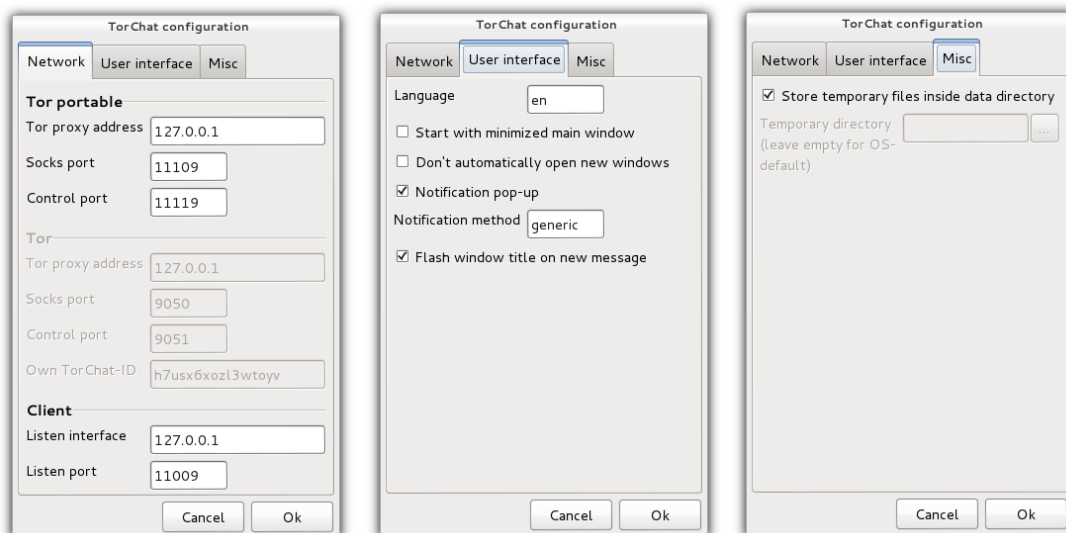 TorChat configuration
Network User interface Misc
Tor portable
Tor proxy address 127.0.0.1
Socks port 11109
Control port 11119
Tor
Tor proxy address 127.0.0.1
Socks port 9050
Control port 9051
Own TorChat-ID h7usx6xozl3wtoyv
Client
Listen interface 127.0.0.1
Listen port 11009
Cancel Ok
TorChat configuration
Network User interface Misc
Language en
Start with minimized main window
Don't automatically open new windows
Notification pop-up
Notification method generic
Flash window title on new message
Cancel Ok
TorChat configuration
Network User interface Misc
Store temporary files inside data directory
Temporary directory ...
(leave empty for OS-
default)
Cancel Ok